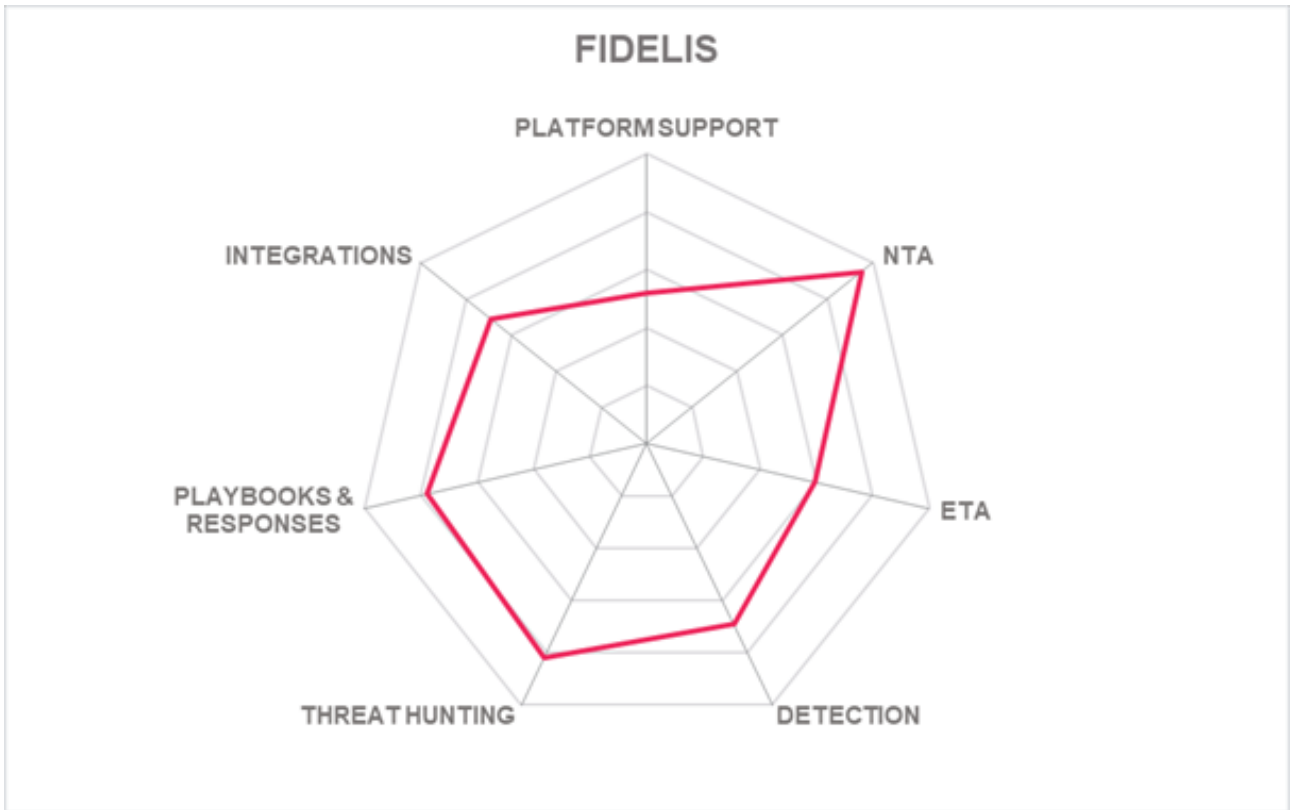 FIDELIS
PLATFORM SUPPORT
NTA
INTEGRATIONS
PLAYBOOKS &
RESPONSES
ETA
THREAT HUNTING
DETECTION